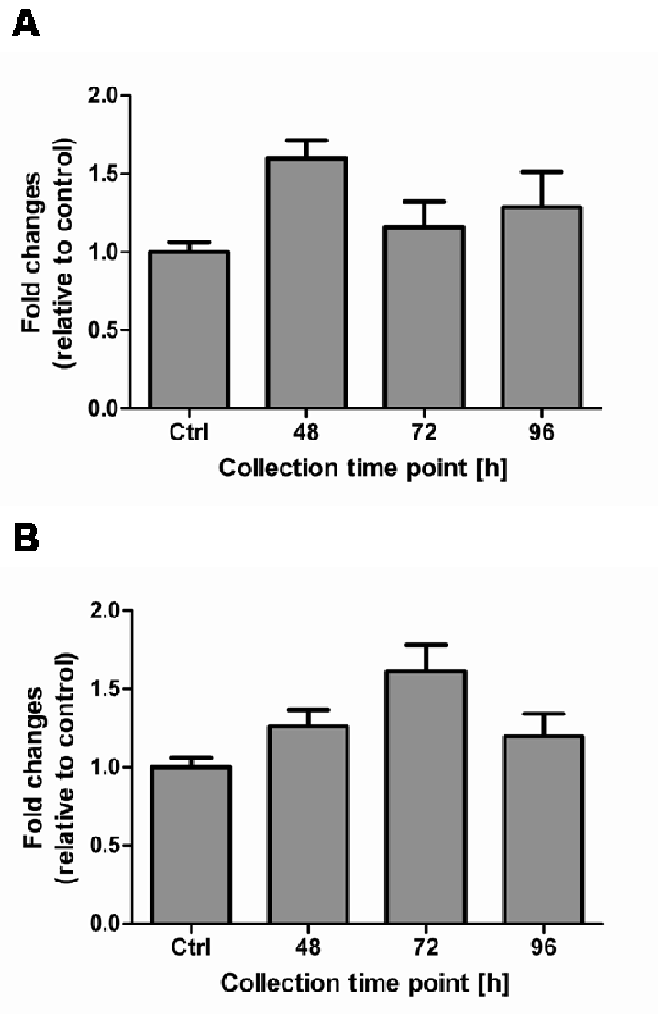 A
2.0
1.5
1.0
0.5
0.0
Fold changes
(relative to control)
Ctrl 48 72 96
Collection time point [h]
B
2.0
1.5
1.0
0.5
0.0
Fold changes
(relative to control)
Ctrl 48 72 96
Collection time point [h]